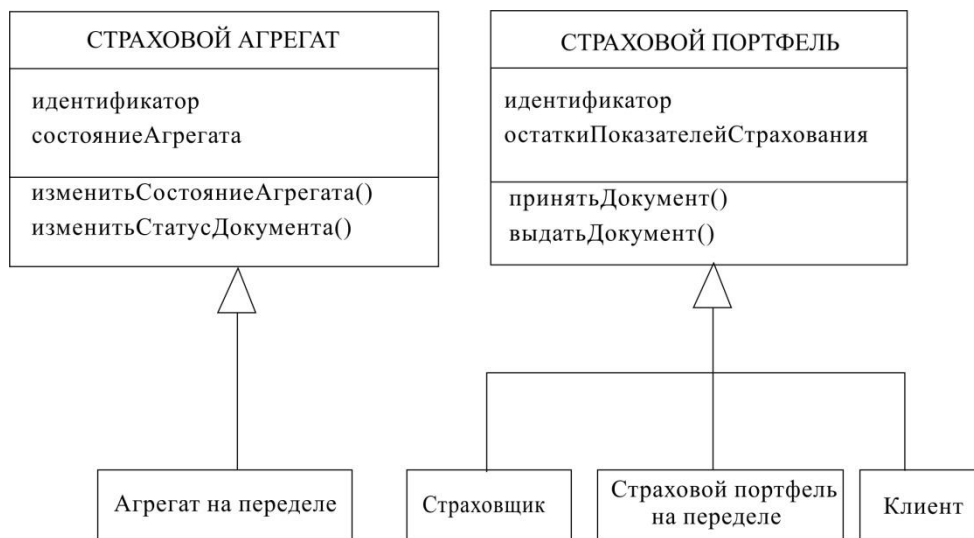 СТРАХОВОЙ АГРЕГАТ
идентификатор
состояниеАгрегата
изменитьСостояниеАгрегата()
изменитьСтатусДокумента()
СТРАХОВОЙ ПОРТФЕЛЬ
идентификатор
остаткиПоказателейСтрахования
принятьДокумент()
выдатьДокумент()
Агрегат на переделе
Страховщик
Страховой портфель
на переделе
Клиент